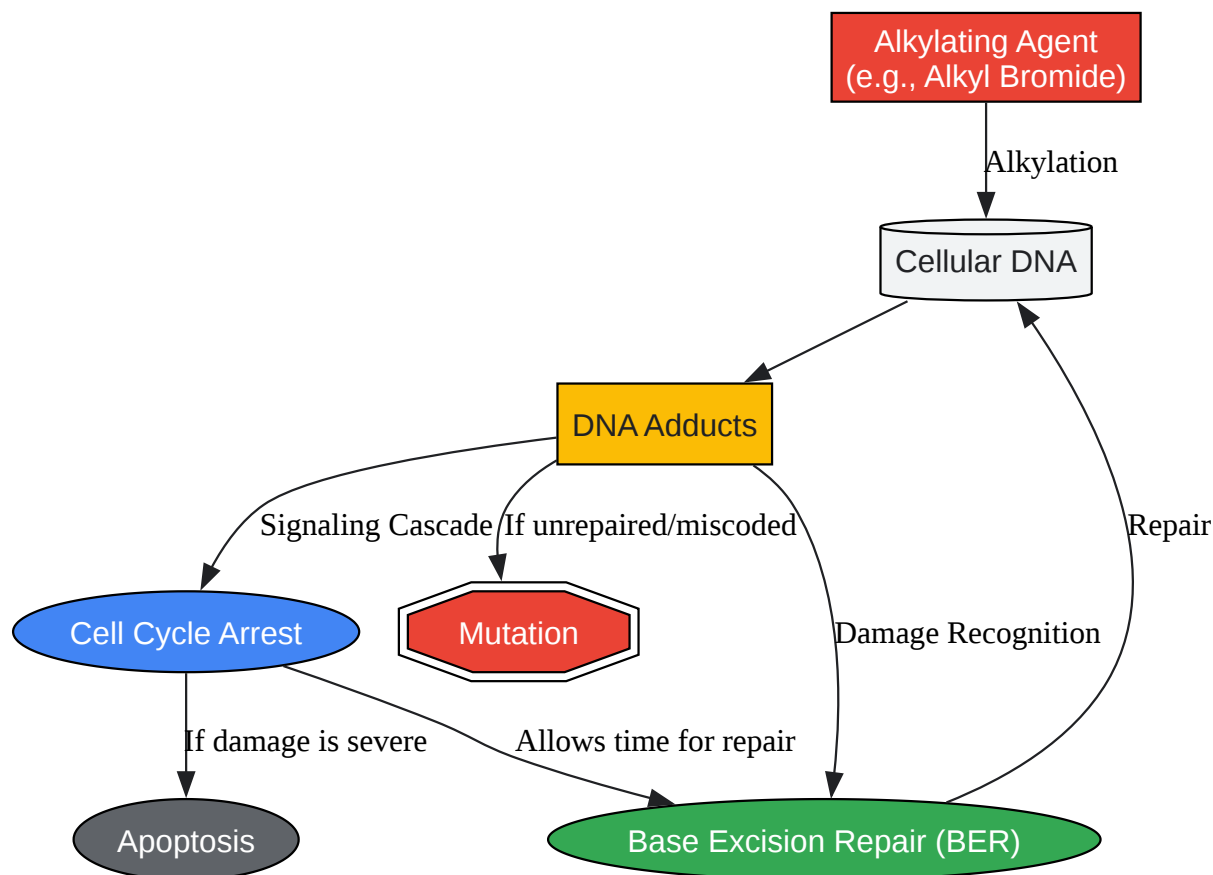 Alkylating Agent
(e.g., Alkyl Bromide)
Alkylation
Cellular DNA
DNA Adducts
Signaling Cascade
If unrepaired/miscoded
Repair
Cell Cycle Arrest
Mutation
Damage Recognition
If damage is severe
Allows time for repair
Apoptosis
Base Excision Repair (BER)